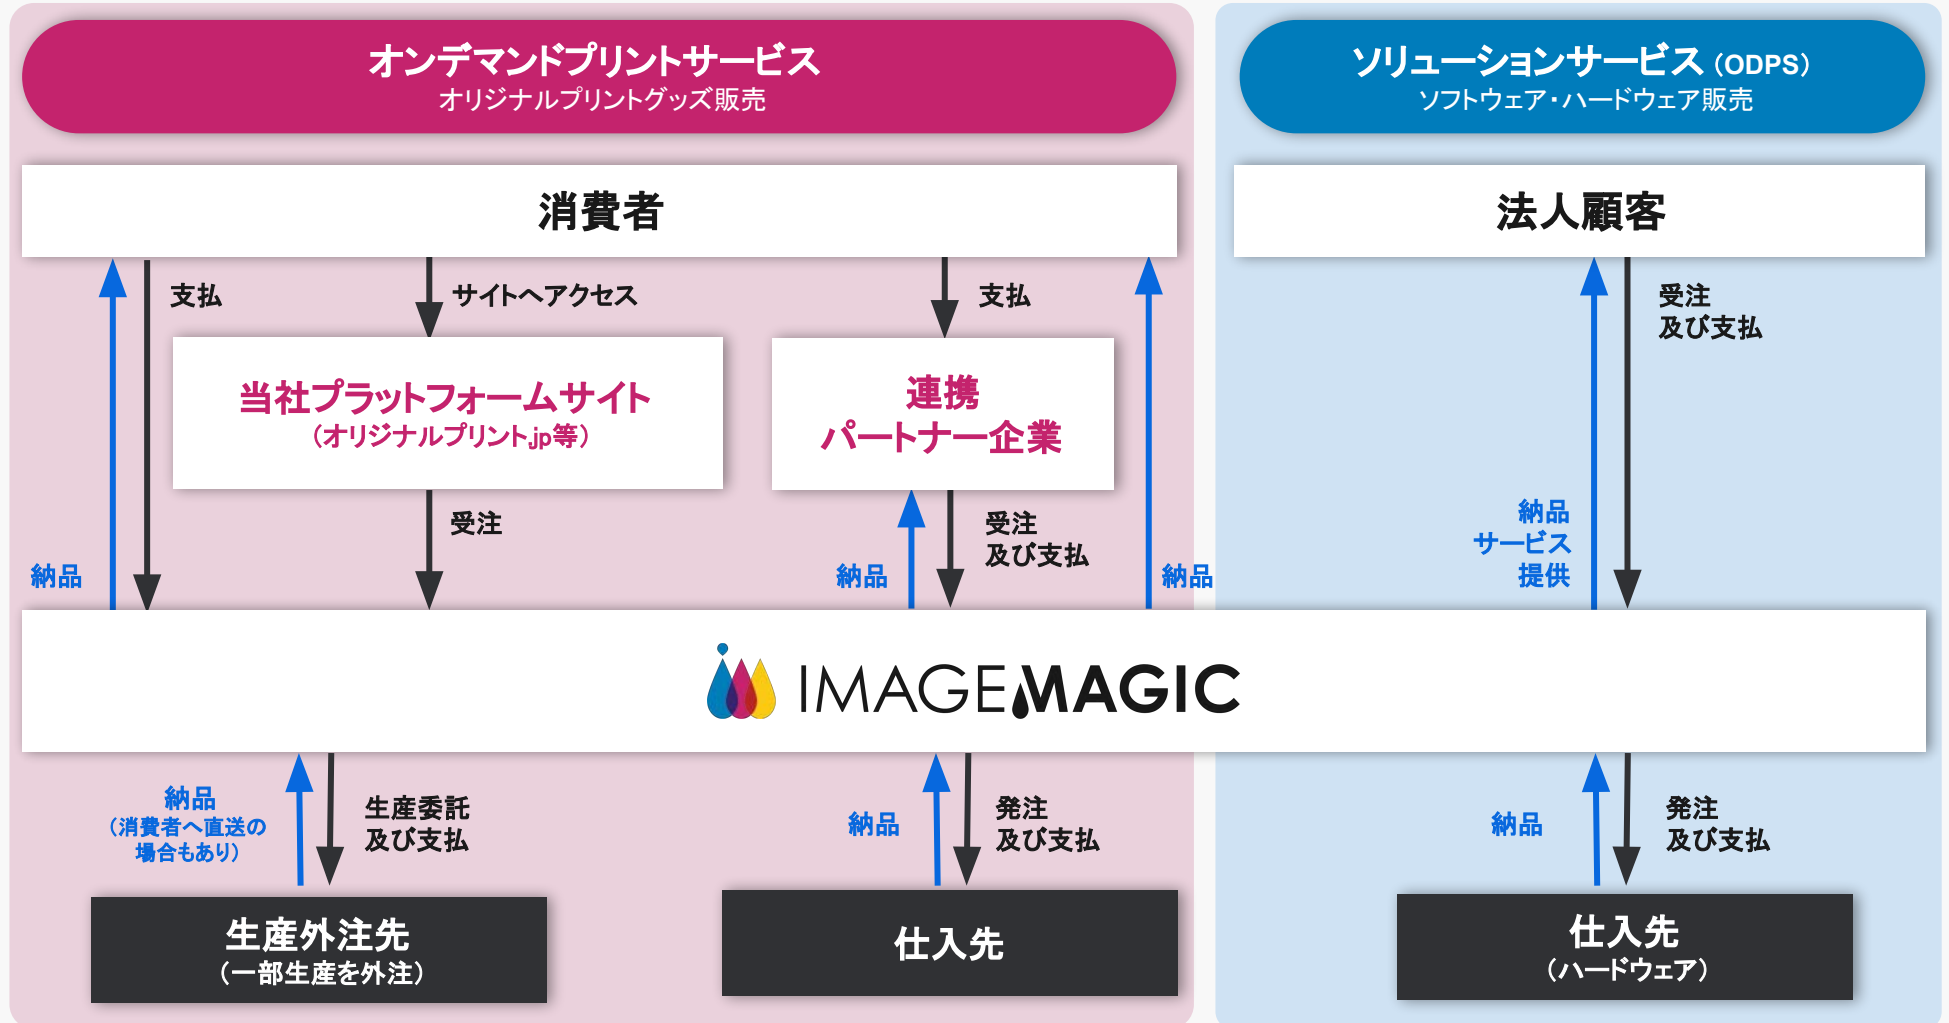 オンデマンドプリントサービス
オリジナルプリントグッズ販売
ソリューションサービス（ODPS）
ソフトウェア・ハードウェア販売
消費者
法人顧客
支払
サイトへアクセス
支払
受注
及び支払
当社プラットフォームサイト
（オリジナルプリント.jp等）
連携
パートナー企業
納品
受注
納品
受注
及び支払
納品
納品
サービス
提供
IMAGE MAGIC
納品
（消費者へ直送の
場合もあり）
生産委託
及び支払
納品
発注
及び支払
納品
発注
及び支払
生産外注先
（一部生産を外注）
仕入先
仕入先
（ハードウェア）